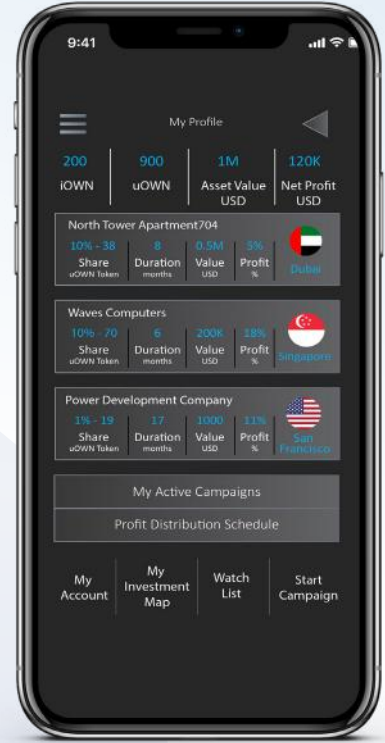 9:41
My Profile
200 900 1M 120K
iOWN uOWN Asset Value Net Profit
USD USD
North Tower Apartment704
10% - 38 8 0.5M 5%
Share Duration Value Profit Dubai
uOWN Token months USD %
Waves Computers
10% - 70 6 200K 18%
Share Duration Value Profit Singapore
uOWN Token months USD %
Power Development Company
1% - 19 17 1000 11%
Share Duration Value Profit San
uOWN Token months USD % Francisco
My Active Campaigns
Profit Distribution Schedule
My Account
My Investment Map
Watch List
Start Campaign